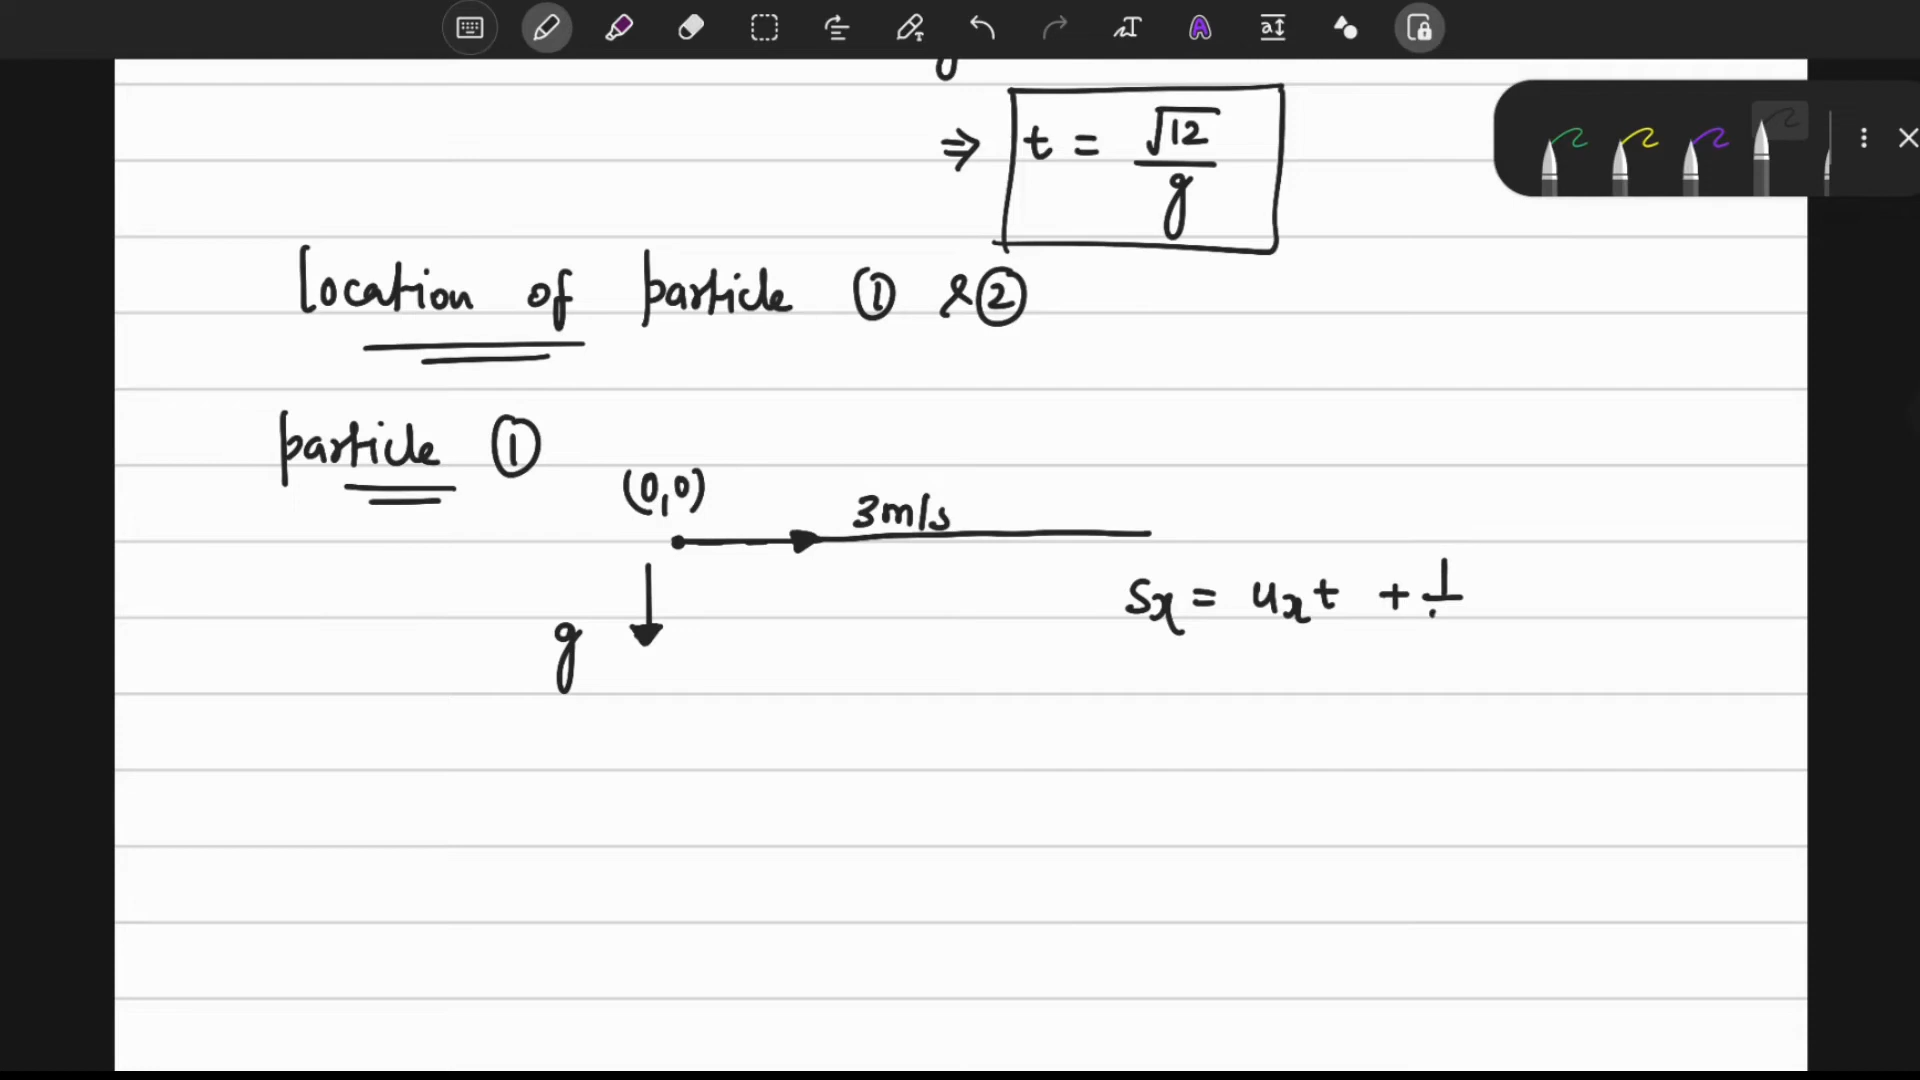 ⇒ t = √12 / g
location of particle ① & ②
particle ①
(0,0)
3m/s
g
Sx = uxt + 1